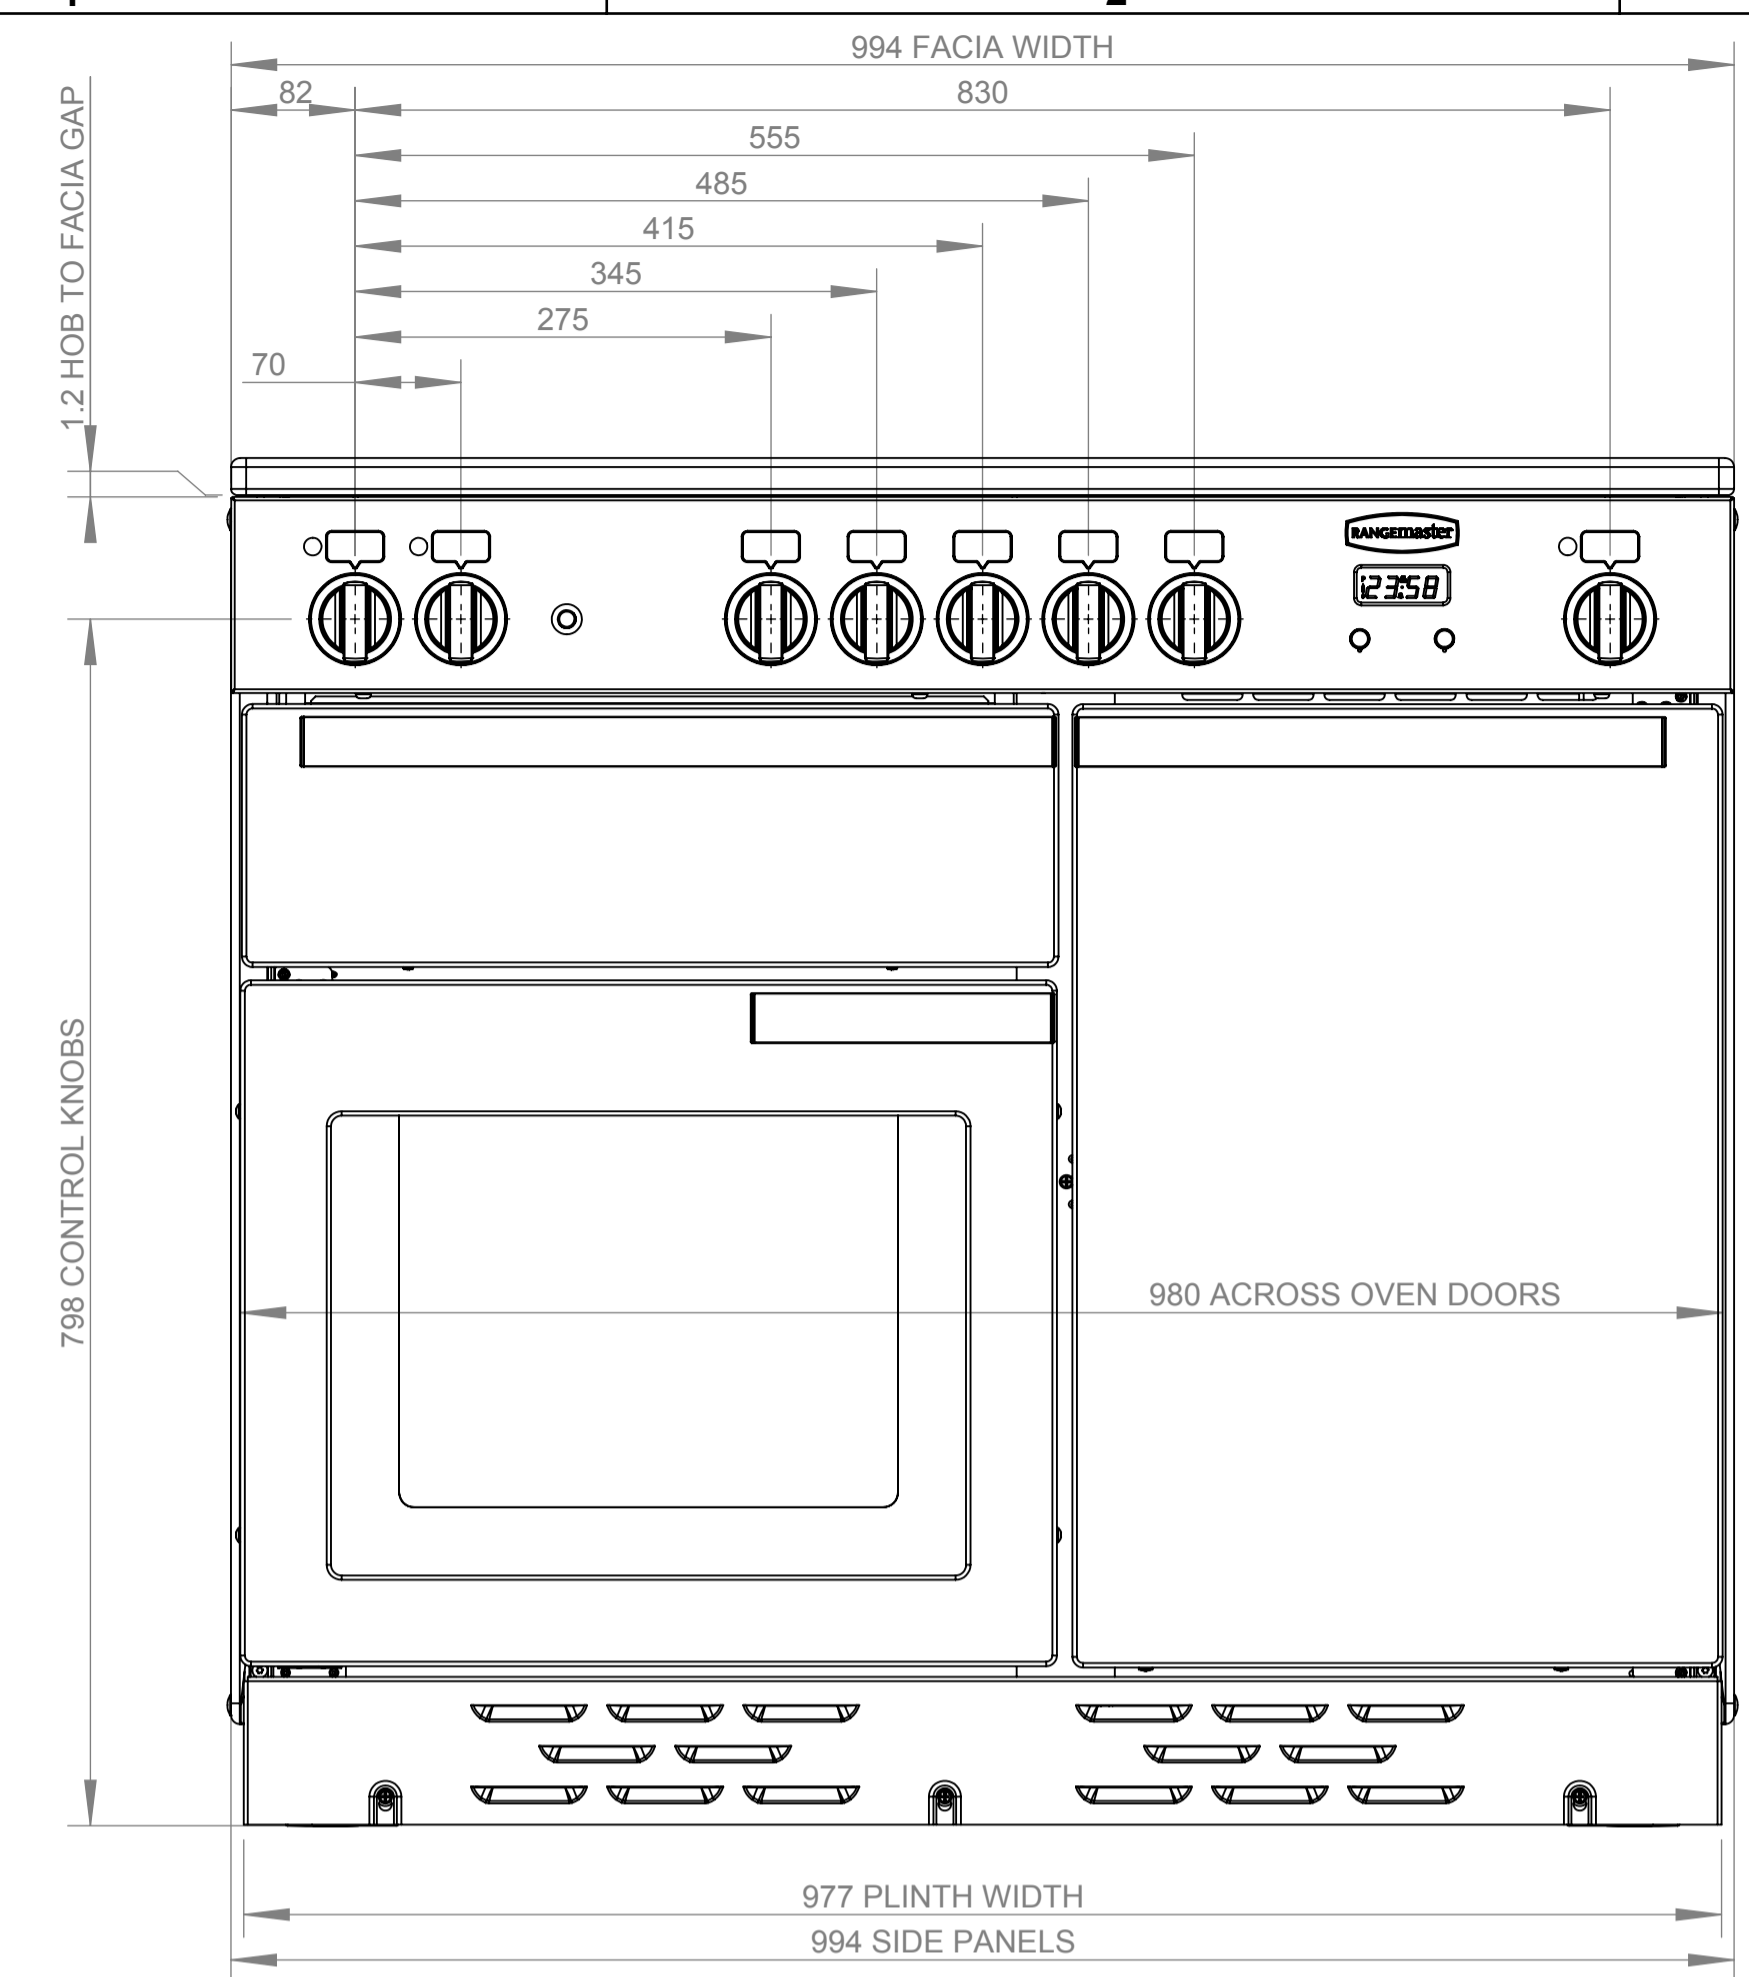 994 FACIA WIDTH
82
830
555
485
415
345
275
70
1.2 HOB TO FACIA GAP
RANGEmaster
23:58
798 CONTROL KNOBS
980 ACROSS OVEN DOORS
977 PLINTH WIDTH
994 SIDE PANELS